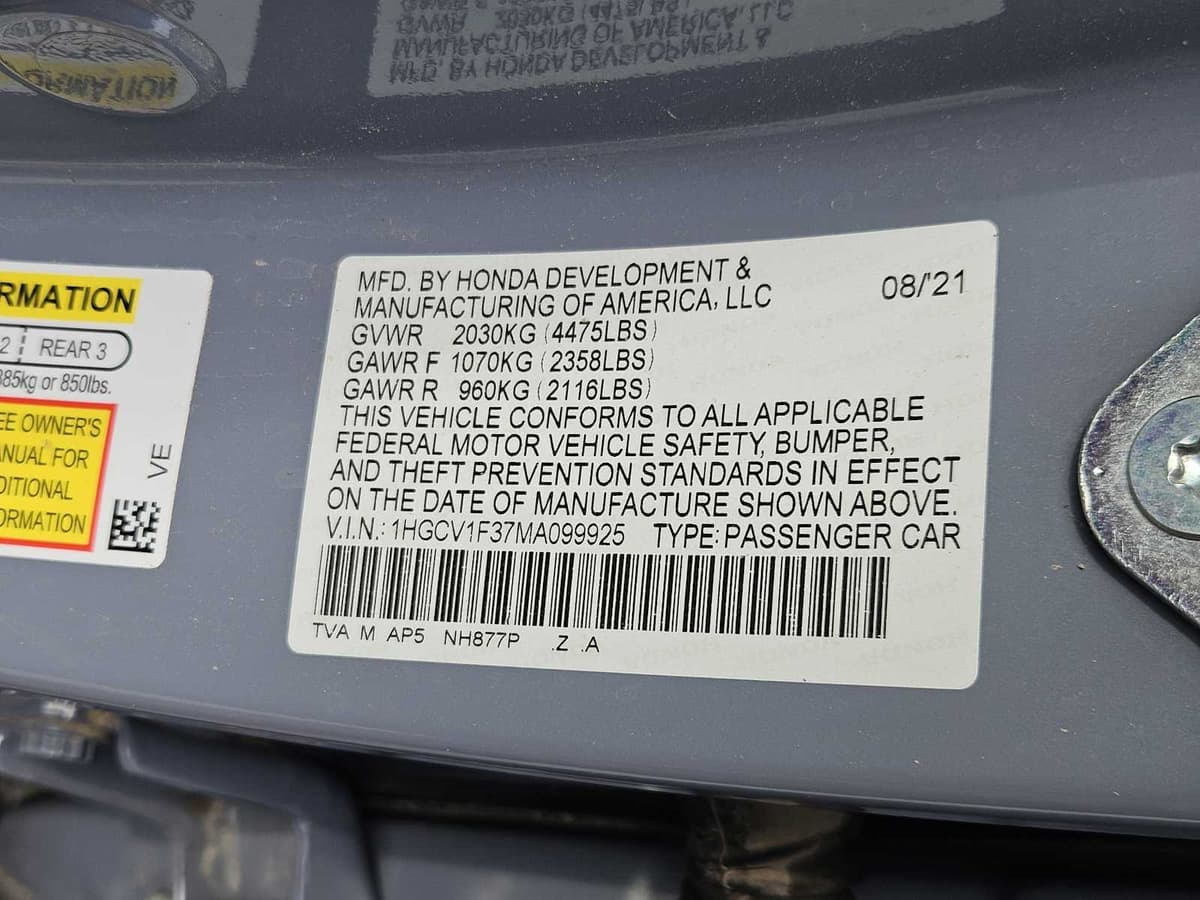 MFD. BY HONDA DEVELOPMENT &
MANUFACTURING OF AMERICA, LLC
08/'21
GVWR 2030KG (4475LBS)
GAWR F 1070KG (2358LBS)
GAWR R 960KG (2116LBS)
THIS VEHICLE CONFORMS TO ALL APPLICABLE
FEDERAL MOTOR VEHICLE SAFETY, BUMPER,
AND THEFT PREVENTION STANDARDS IN EFFECT
ON THE DATE OF MANUFACTURE SHOWN ABOVE.
V.I.N.: 1HGCV1F37MA099925 TYPE: PASSENGER CAR
TVA M AP5 NH877P .Z .A
RMATION
2 REAR 3
385kg or 850lbs.
EE OWNER'S
ANUAL FOR
DITIONAL
ORMATION
VE